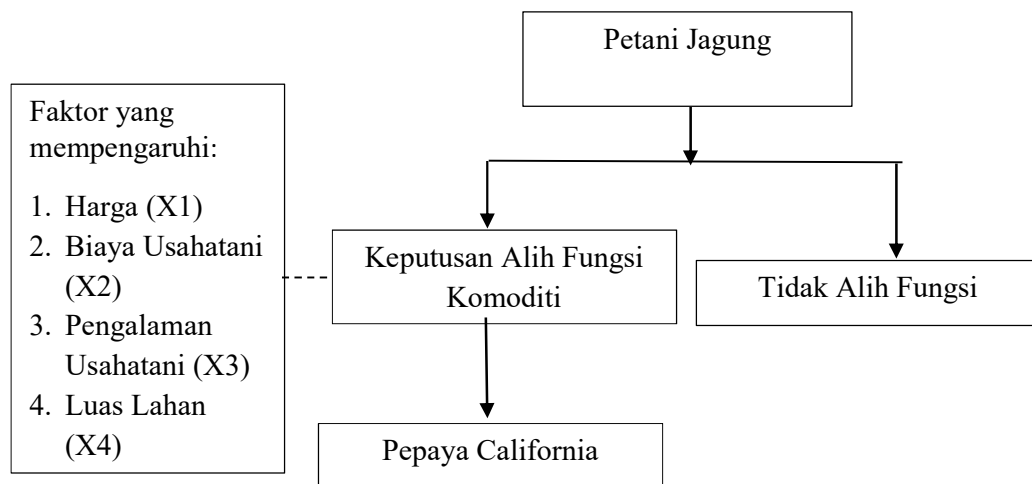 Petani Jagung
Faktor yang
mempengaruhi:
1. Harga (X1)
2. Biaya Usahatani
(X2)
3. Pengalaman
Usahatani (X3)
4. Luas Lahan
(X4)
Keputusan Alih Fungsi
Komoditi
Tidak Alih Fungsi
Pepaya California